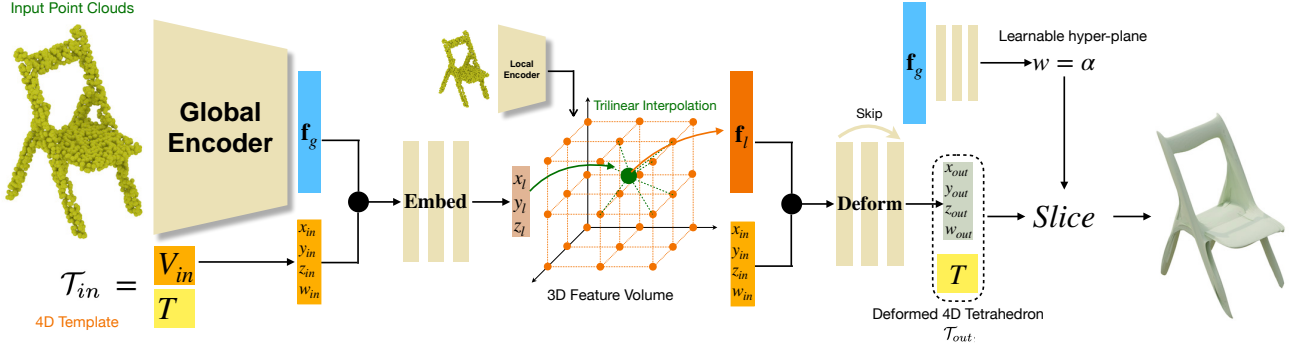 Input Point Clouds
Global
Encoder
f_g
x_in
y_in
z_in
w_in
𝒯_in =
V_in
T
4D Template
Embed
Local
Encoder
x_l
y_l
z_l
Trilinear Interpolation
3D Feature Volume
f_l
x_in
y_in
z_in
w_in
Skip
Deform
f_g
Learnable hyper-plane
w = α
x_out
y_out
z_out
w_out
T
Deformed 4D Tetrahedron
𝒯_out.
Slice